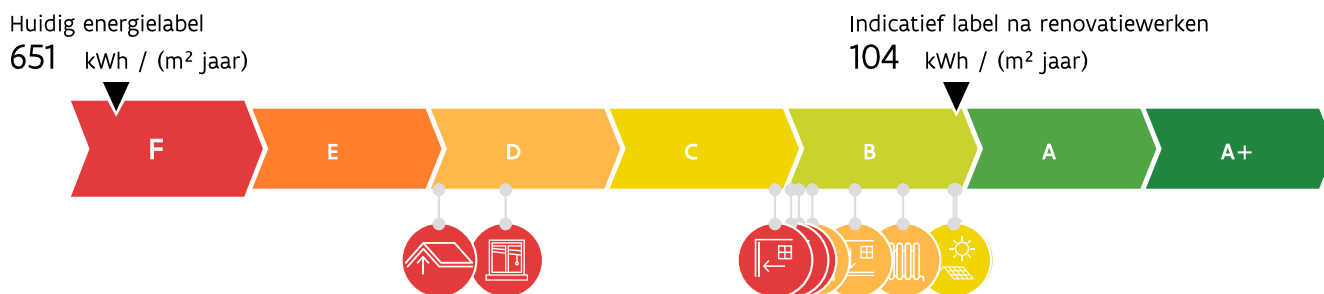 Huidig energielabel
651 kWh / (m² jaar)
Indicatief label na renovatiewerken
104 kWh / (m² jaar)
F E D C B A A+